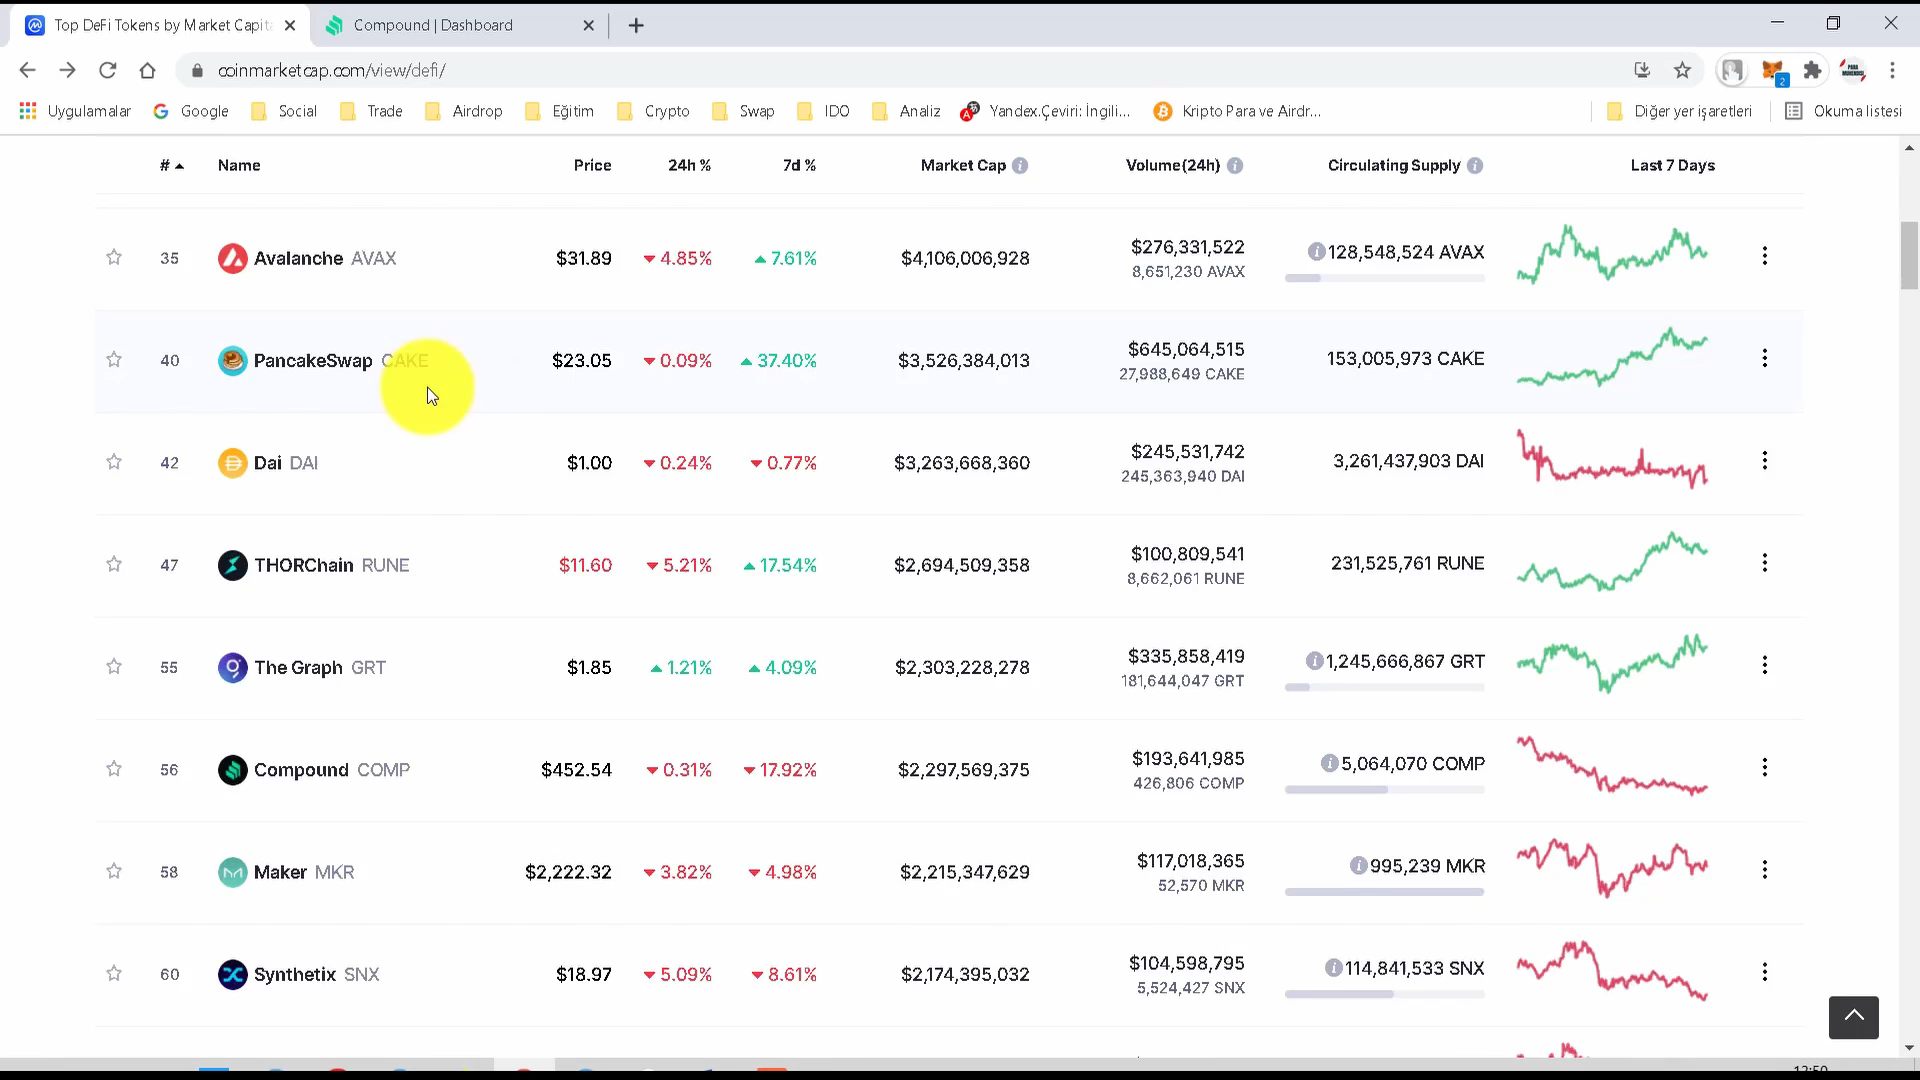 Top DeFi Tokens by Market Capita
Compound | Dashboard
coinmarketcap.com/view/defi/
2
PARA
Uygulamalar
Google
Social
Trade
Airdrop
Eğitim
Crypto
Swap
IDO
Analiz
Yandex.Çeviri: İngili...
Kripto Para ve Airdr...
Diğer yer işaretleri
Okuma listesi
# Name Price 24h % 7d % Market Cap Volume(24h) Circulating Supply Last 7 Days
35 Avalanche AVAX $31.89 4.85% 7.61% $4,106,006,928 $276,331,522 128,548,524 AVAX
8,651,230 AVAX
40 PancakeSwap CAKE $23.05 0.09% 37.40% $3,526,384,013 $645,064,515 153,005,973 CAKE
27,988,649 CAKE
42 Dai DAI $1.00 0.24% 0.77% $3,263,668,360 $245,531,742 3,261,437,903 DAI
245,363,940 DAI
47 THORChain RUNE $11.60 5.21% 17.54% $2,694,509,358 $100,809,541 231,525,761 RUNE
8,662,061 RUNE
55 The Graph GRT $1.85 1.21% 4.09% $2,303,228,278 $335,858,419 1,245,666,867 GRT
181,644,047 GRT
56 Compound COMP $452.54 0.31% 17.92% $2,297,569,375 $193,641,985 5,064,070 COMP
426,806 COMP
58 Maker MKR $2,222.32 3.82% 4.98% $2,215,347,629 $117,018,365 995,239 MKR
52,570 MKR
60 Synthetix SNX $18.97 5.09% 8.61% $2,174,395,032 $104,598,795 114,841,533 SNX
5,524,427 SNX